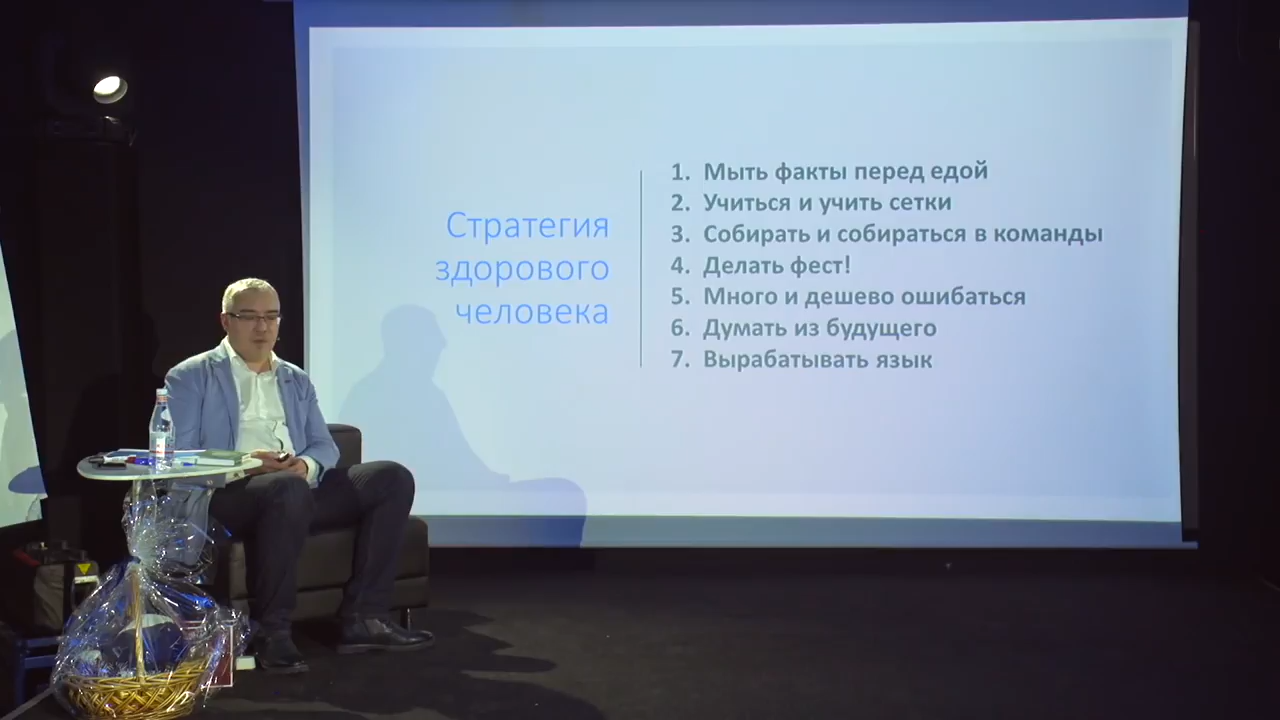 Стратегия
здорового
человека
1. Мыть факты перед едой
2. Учиться и учить сетки
3. Собирать и собираться в команды
4. Делать фест!
5. Много и дешево ошибаться
6. Думать из будущего
7. Вырабатывать язык